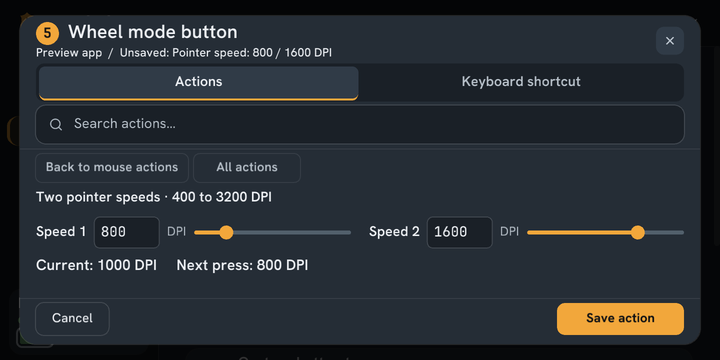 5 Wheel mode button
Preview app / Unsaved: Pointer speed: 800 / 1600 DPI
Actions Keyboard shortcut
Search actions...
Back to mouse actions All actions
Two pointer speeds · 400 to 3200 DPI
Speed 1 800 DPI Speed 2 1600 DPI
Current: 1000 DPI Next press: 800 DPI
Cancel Save action